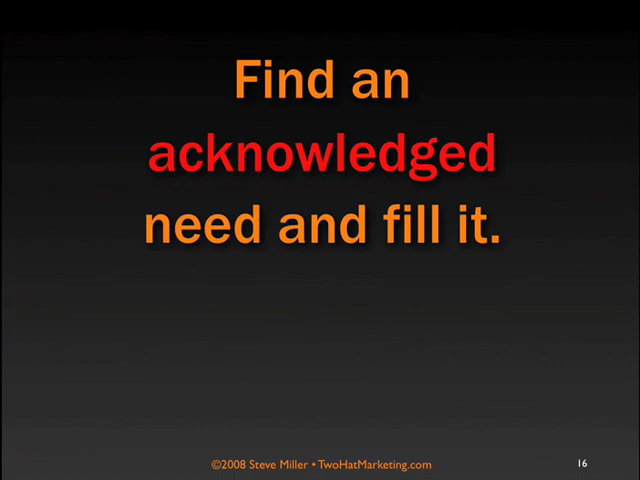 Find an
acknowledged
need and fill it.
©2008 Steve Miller • TwoHatMarketing.com
16